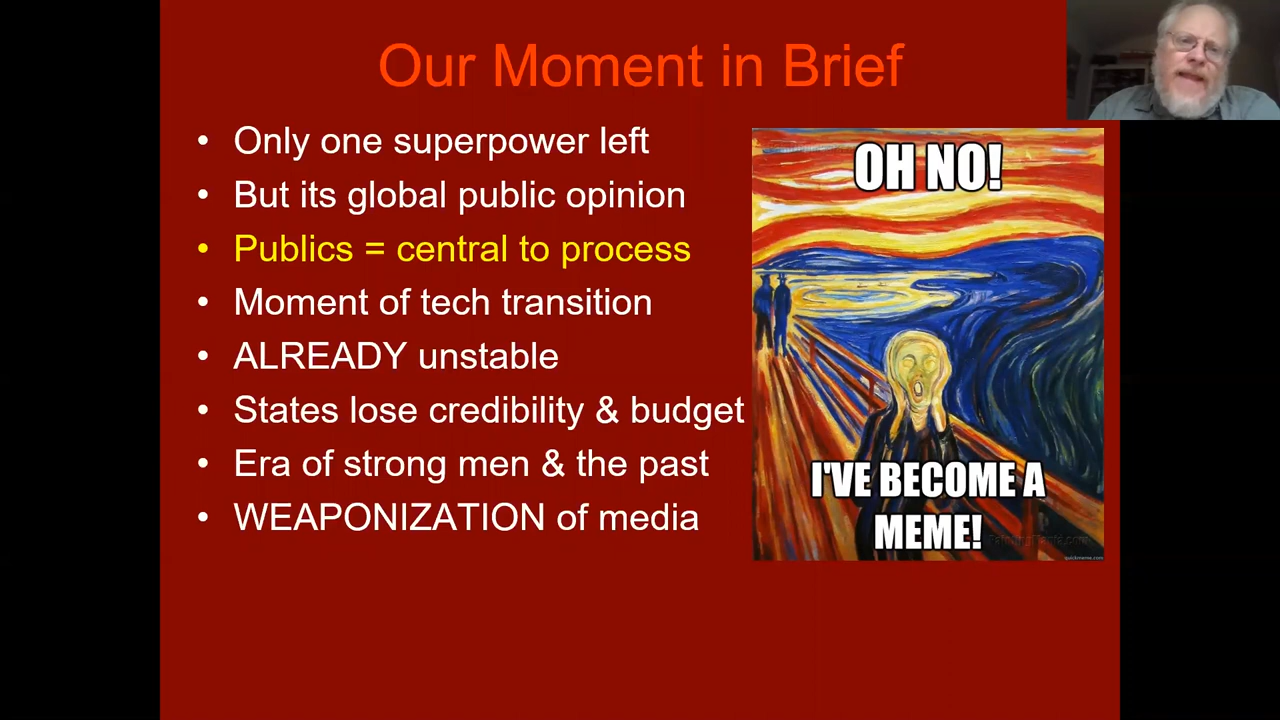 Our Moment in Brief
• Only one superpower left
• But its global public opinion
• Publics = central to process
• Moment of tech transition
• ALREADY unstable
• States lose credibility & budget
• Era of strong men & the past
• WEAPONIZATION of media
OH NO!
I'VE BECOME A
MEME!
quickmeme.com